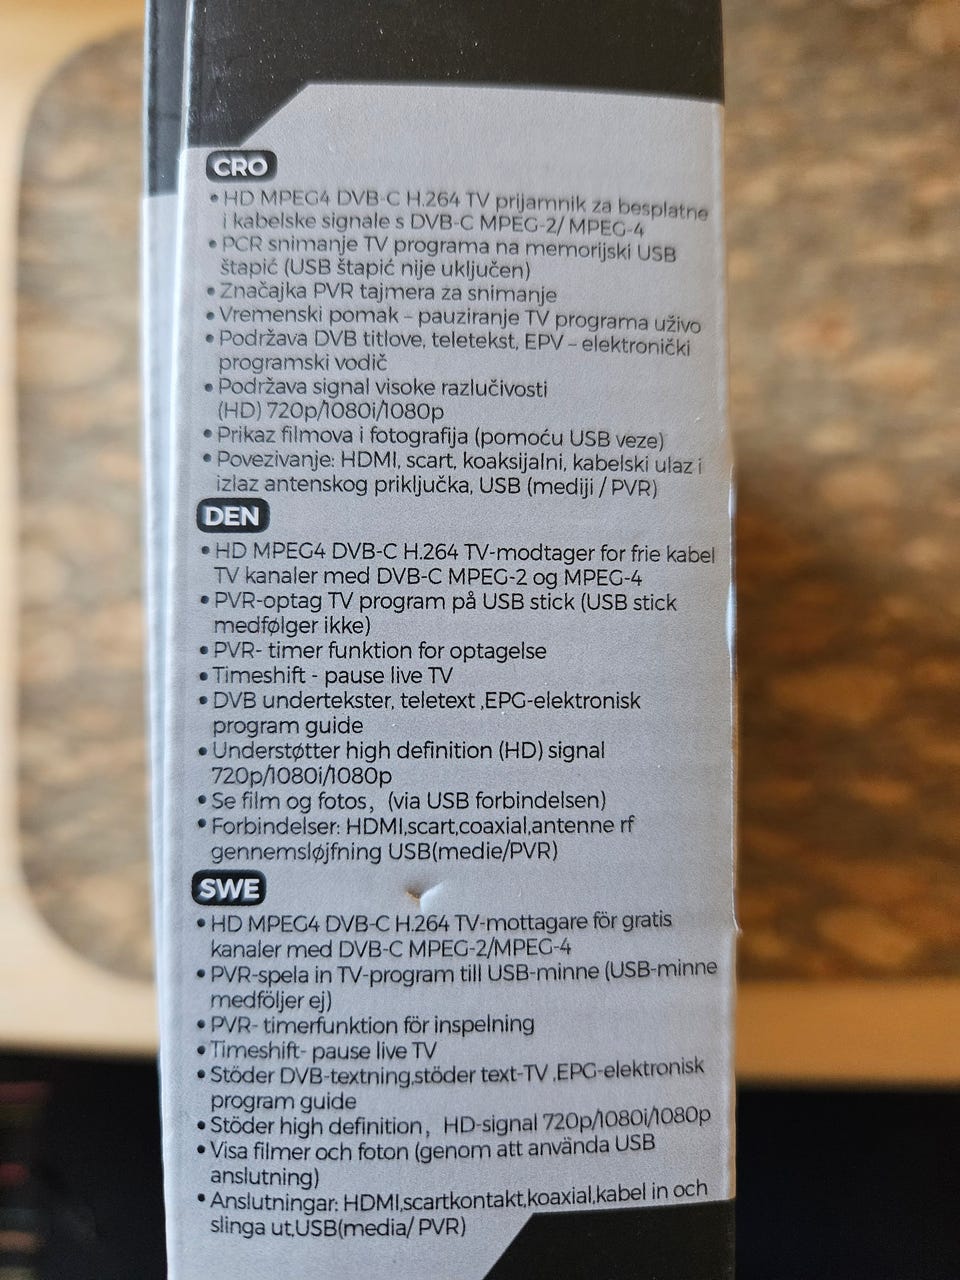 CRO
• HD MPEG4 DVB-C H.264 TV prijamnik za besplatne
i kabelske signale s DVB-C MPEG-2/ MPEG-4
• PCR snimanje TV programa na memorijski USB
štapić (USB štapić nije uključen)
• Značajka PVR tajmera za snimanje
• Vremenski pomak – pauziranje TV programa uživo
• Podržava DVB titlove, teletekst, EPV – elektronički
programski vodič
• Podržava signal visoke razlučivosti
(HD) 720p/1080i/1080p
• Prikaz filmova i fotografija (pomoću USB veze)
• Povezivanje: HDMI, scart, koaksijalni, kabelski ulaz i
izlaz antenskog priključka, USB (mediji / PVR)
DEN
• HD MPEG4 DVB-C H.264 TV-modtager for frie kabel
TV kanaler med DVB-C MPEG-2 og MPEG-4
• PVR-optag TV program på USB stick (USB stick
medfølger ikke)
• PVR- timer funktion for optagelse
• Timeshift - pause live TV
• DVB undertekster, teletext ,EPG-elektronisk
program guide
• Understøtter high definition (HD) signal
720p/1080i/1080p
• Se film og fotos，(via USB forbindelsen)
• Forbindelser: HDMI,scart,coaxial,antenne rf
gennemsløjfning USB(medie/PVR)
SWE
• HD MPEG4 DVB-C H.264 TV-mottagare för gratis
kanaler med DVB-C MPEG-2/MPEG-4
• PVR-spela in TV-program till USB-minne (USB-minne
medföljer ej)
• PVR- timerfunktion för inspelning
• Timeshift- pause live TV
• Stöder DVB-textning,stöder text-TV ,EPG-elektronisk
program guide
• Stöder high definition，HD-signal 720p/1080i/1080p
• Visa filmer och foton (genom att använda USB
anslutning)
• Anslutningar: HDMI,scartkontakt,koaxial,kabel in och
slinga ut,USB(media/ PVR)